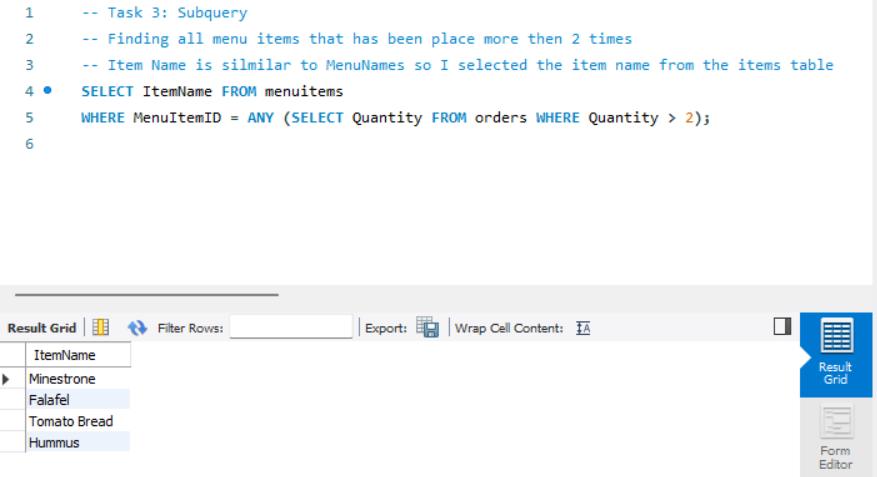 1 -- Task 3: Subquery
2 -- Finding all menu items that has been place more then 2 times
3 -- Item Name is silmilar to MenuNames so I selected the item name from the items table
4 SELECT ItemName FROM menuitems
5 WHERE MenuItemID = ANY (SELECT Quantity FROM orders WHERE Quantity > 2);
6
Result Grid Filter Rows: Export: Wrap Cell Content: IA
ItemName
Minestrone
Falafel
Tomato Bread
Hummus
Result
Grid
Form
Editor